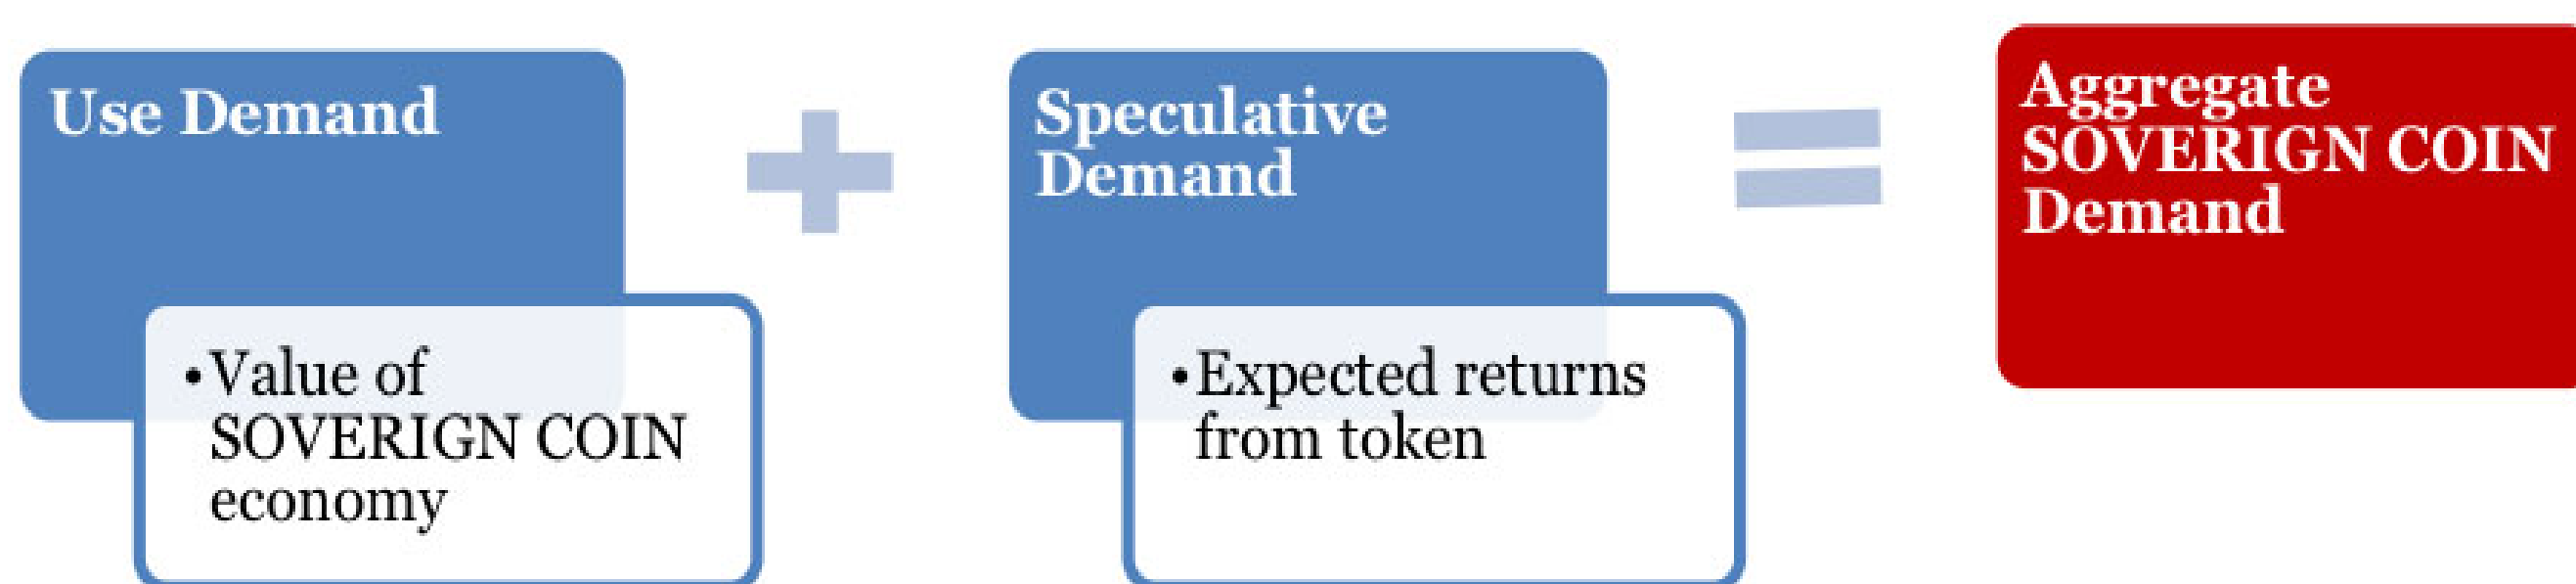 Use Demand
•Value of
SOVERIGN COIN
economy
Speculative
Demand
•Expected returns
from token
Aggregate
SOVERIGN COIN
Demand